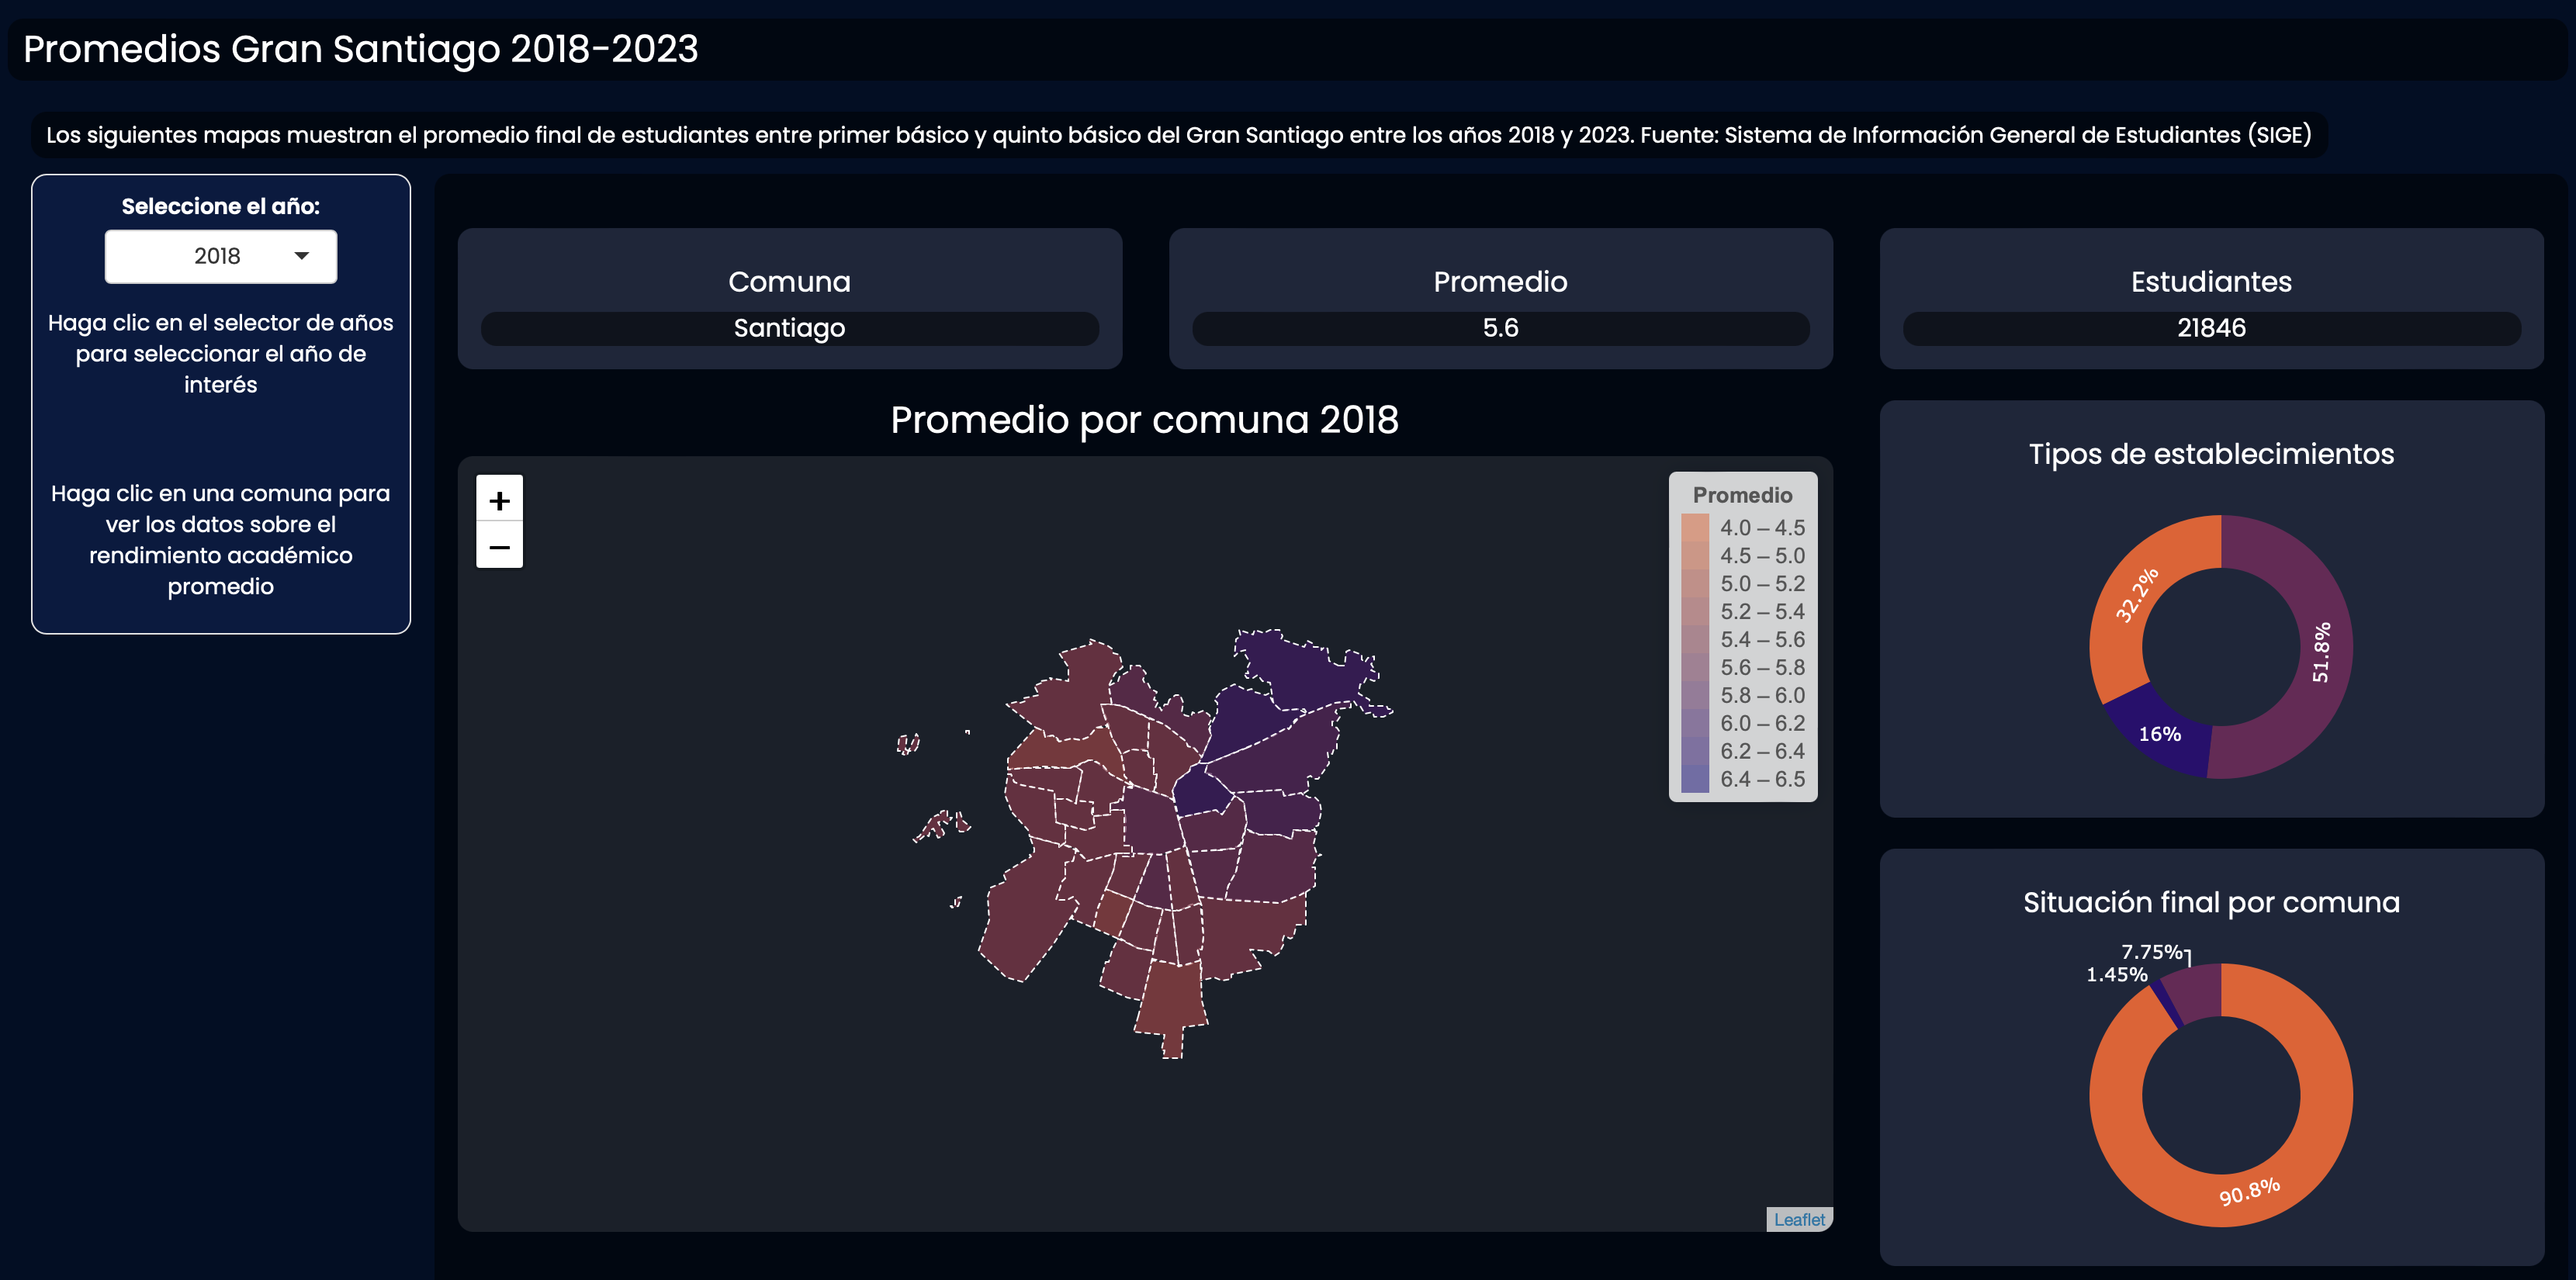 Promedios Gran Santiago 2018-2023
Los siguientes mapas muestran el promedio final de estudiantes entre primer básico y quinto básico del Gran Santiago entre los años 2018 y 2023. Fuente: Sistema de Información General de Estudiantes (SIGE)
Seleccione el año:
2018
Haga clic en el selector de años
para seleccionar el año de
interés
Haga clic en una comuna para
ver los datos sobre el
rendimiento académico
promedio
Comuna
Santiago
Promedio
5.6
Estudiantes
21846
Promedio por comuna 2018
+
−
Promedio
4.0 – 4.5
4.5 – 5.0
5.0 – 5.2
5.2 – 5.4
5.4 – 5.6
5.6 – 5.8
5.8 – 6.0
6.0 – 6.2
6.2 – 6.4
6.4 – 6.5
Leaflet
Tipos de establecimientos
32.2%
51.8%
16%
Situación final por comuna
7.75%
1.45%
90.8%